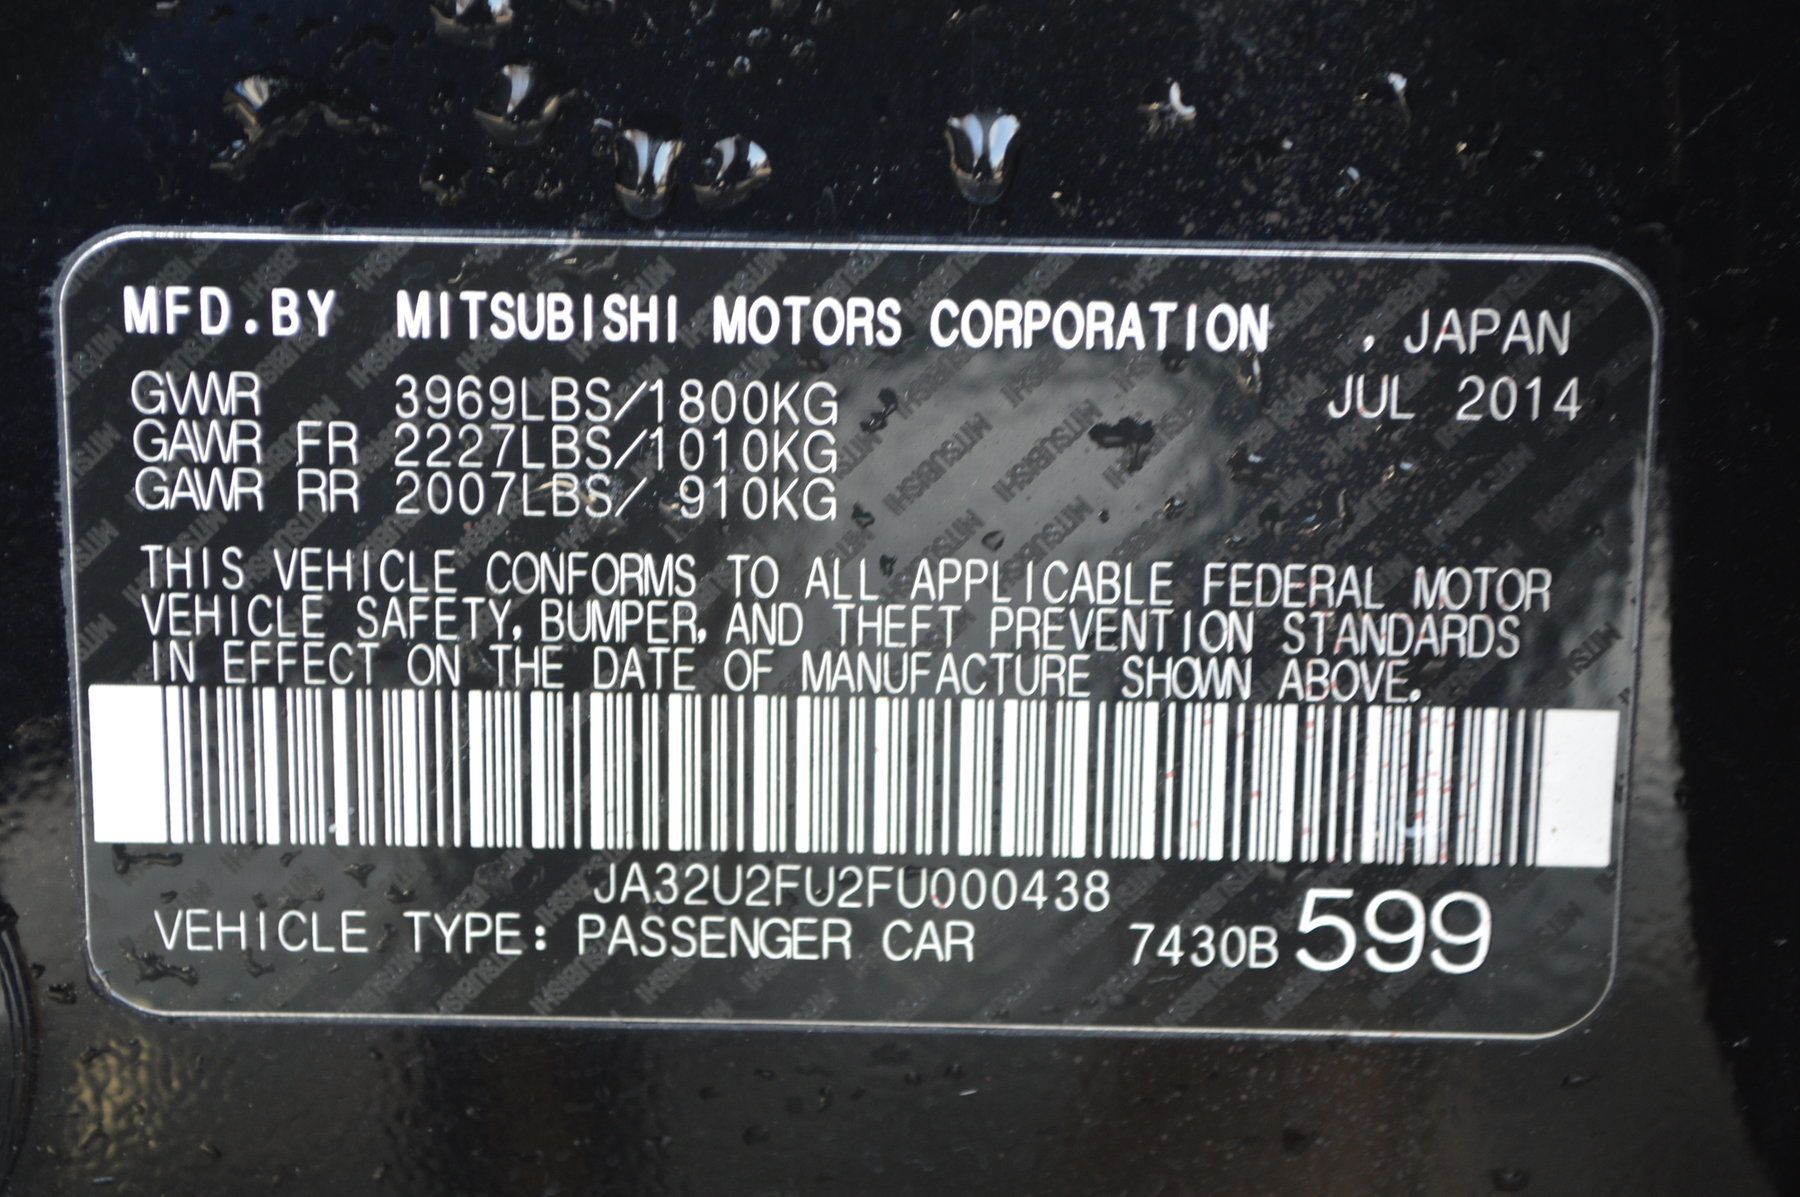 MFD.BY MITSUBISHI MOTORS CORPORATION , JAPAN
GVWR 3969LBS/1800KG JUL 2014
GAWR FR 2227LBS/1010KG
GAWR RR 2007LBS/ 910KG
THIS VEHICLE CONFORMS TO ALL APPLICABLE FEDERAL MOTOR
VEHICLE SAFETY, BUMPER, AND THEFT PREVENTION STANDARDS
IN EFFECT ON THE DATE OF MANUFACTURE SHOWN ABOVE.
JA32U2FU2FU000438
VEHICLE TYPE: PASSENGER CAR 7430B 599